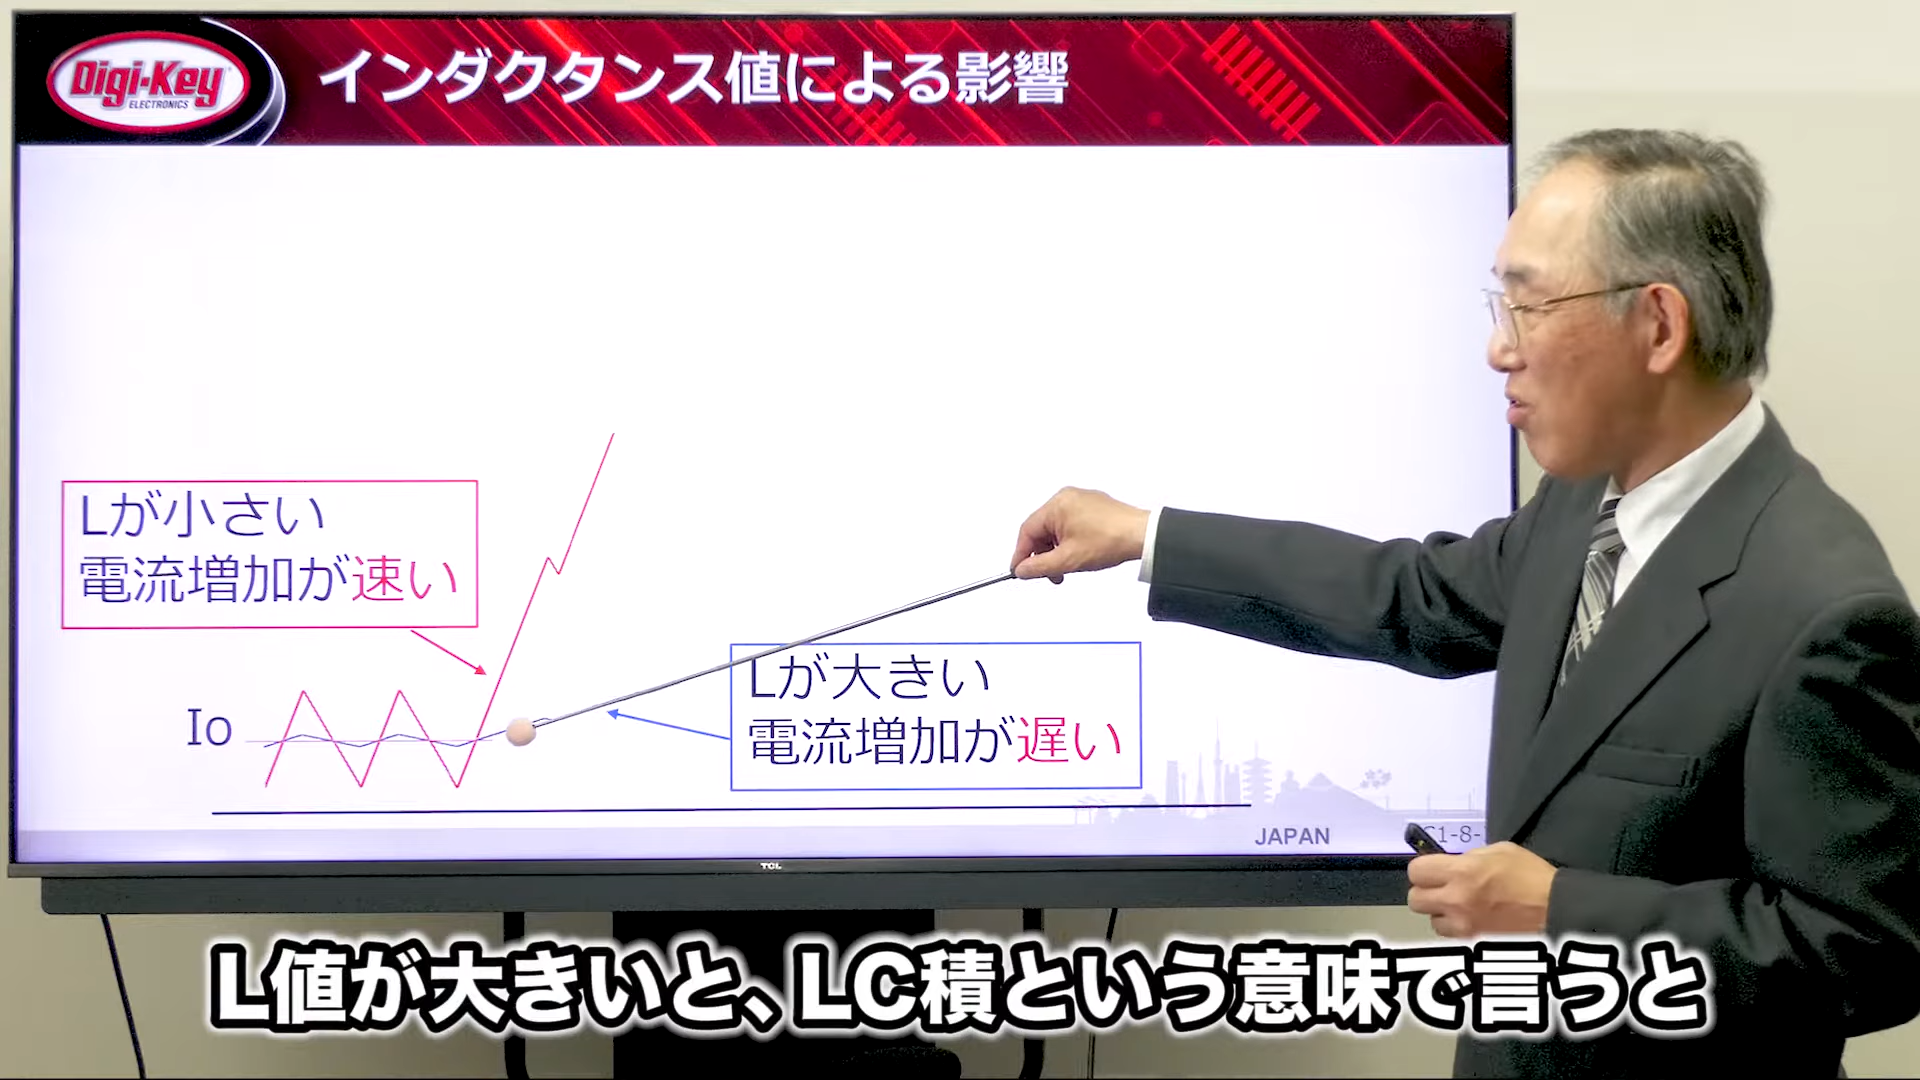 Digi-Key
ELECTRONICS
インダクタンス値による影響
Lが小さい
電流増加が速い
Io
Lが大きい
電流増加が遅い
JAPAN
C1-8-
TCL
L値が大きいと、LC積という意味で言うと